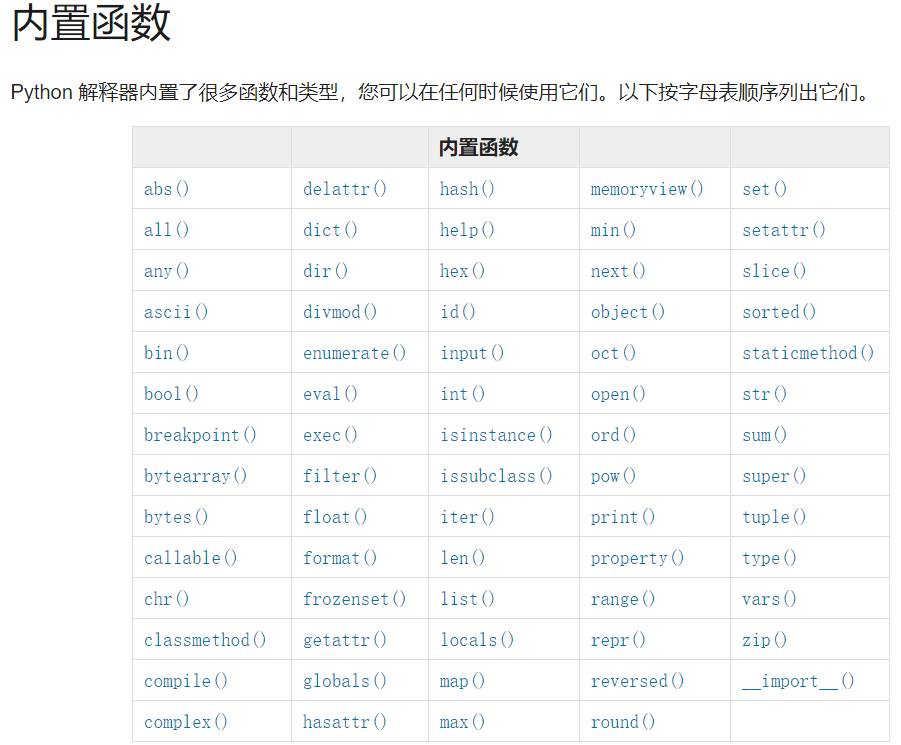 内置函数
Python 解释器内置了很多函数和类型，您可以在任何时候使用它们。以下按字母表顺序列出它们。
内置函数
abs() delattr() hash() memoryview() set()
all() dict() help() min() setattr()
any() dir() hex() next() slice()
ascii() divmod() id() object() sorted()
bin() enumerate() input() oct() staticmethod()
bool() eval() int() open() str()
breakpoint() exec() isinstance() ord() sum()
bytearray() filter() issubclass() pow() super()
bytes() float() iter() print() tuple()
callable() format() len() property() type()
chr() frozenset() list() range() vars()
classmethod() getattr() locals() repr() zip()
compile() globals() map() reversed() __import__()
complex() hasattr() max() round()